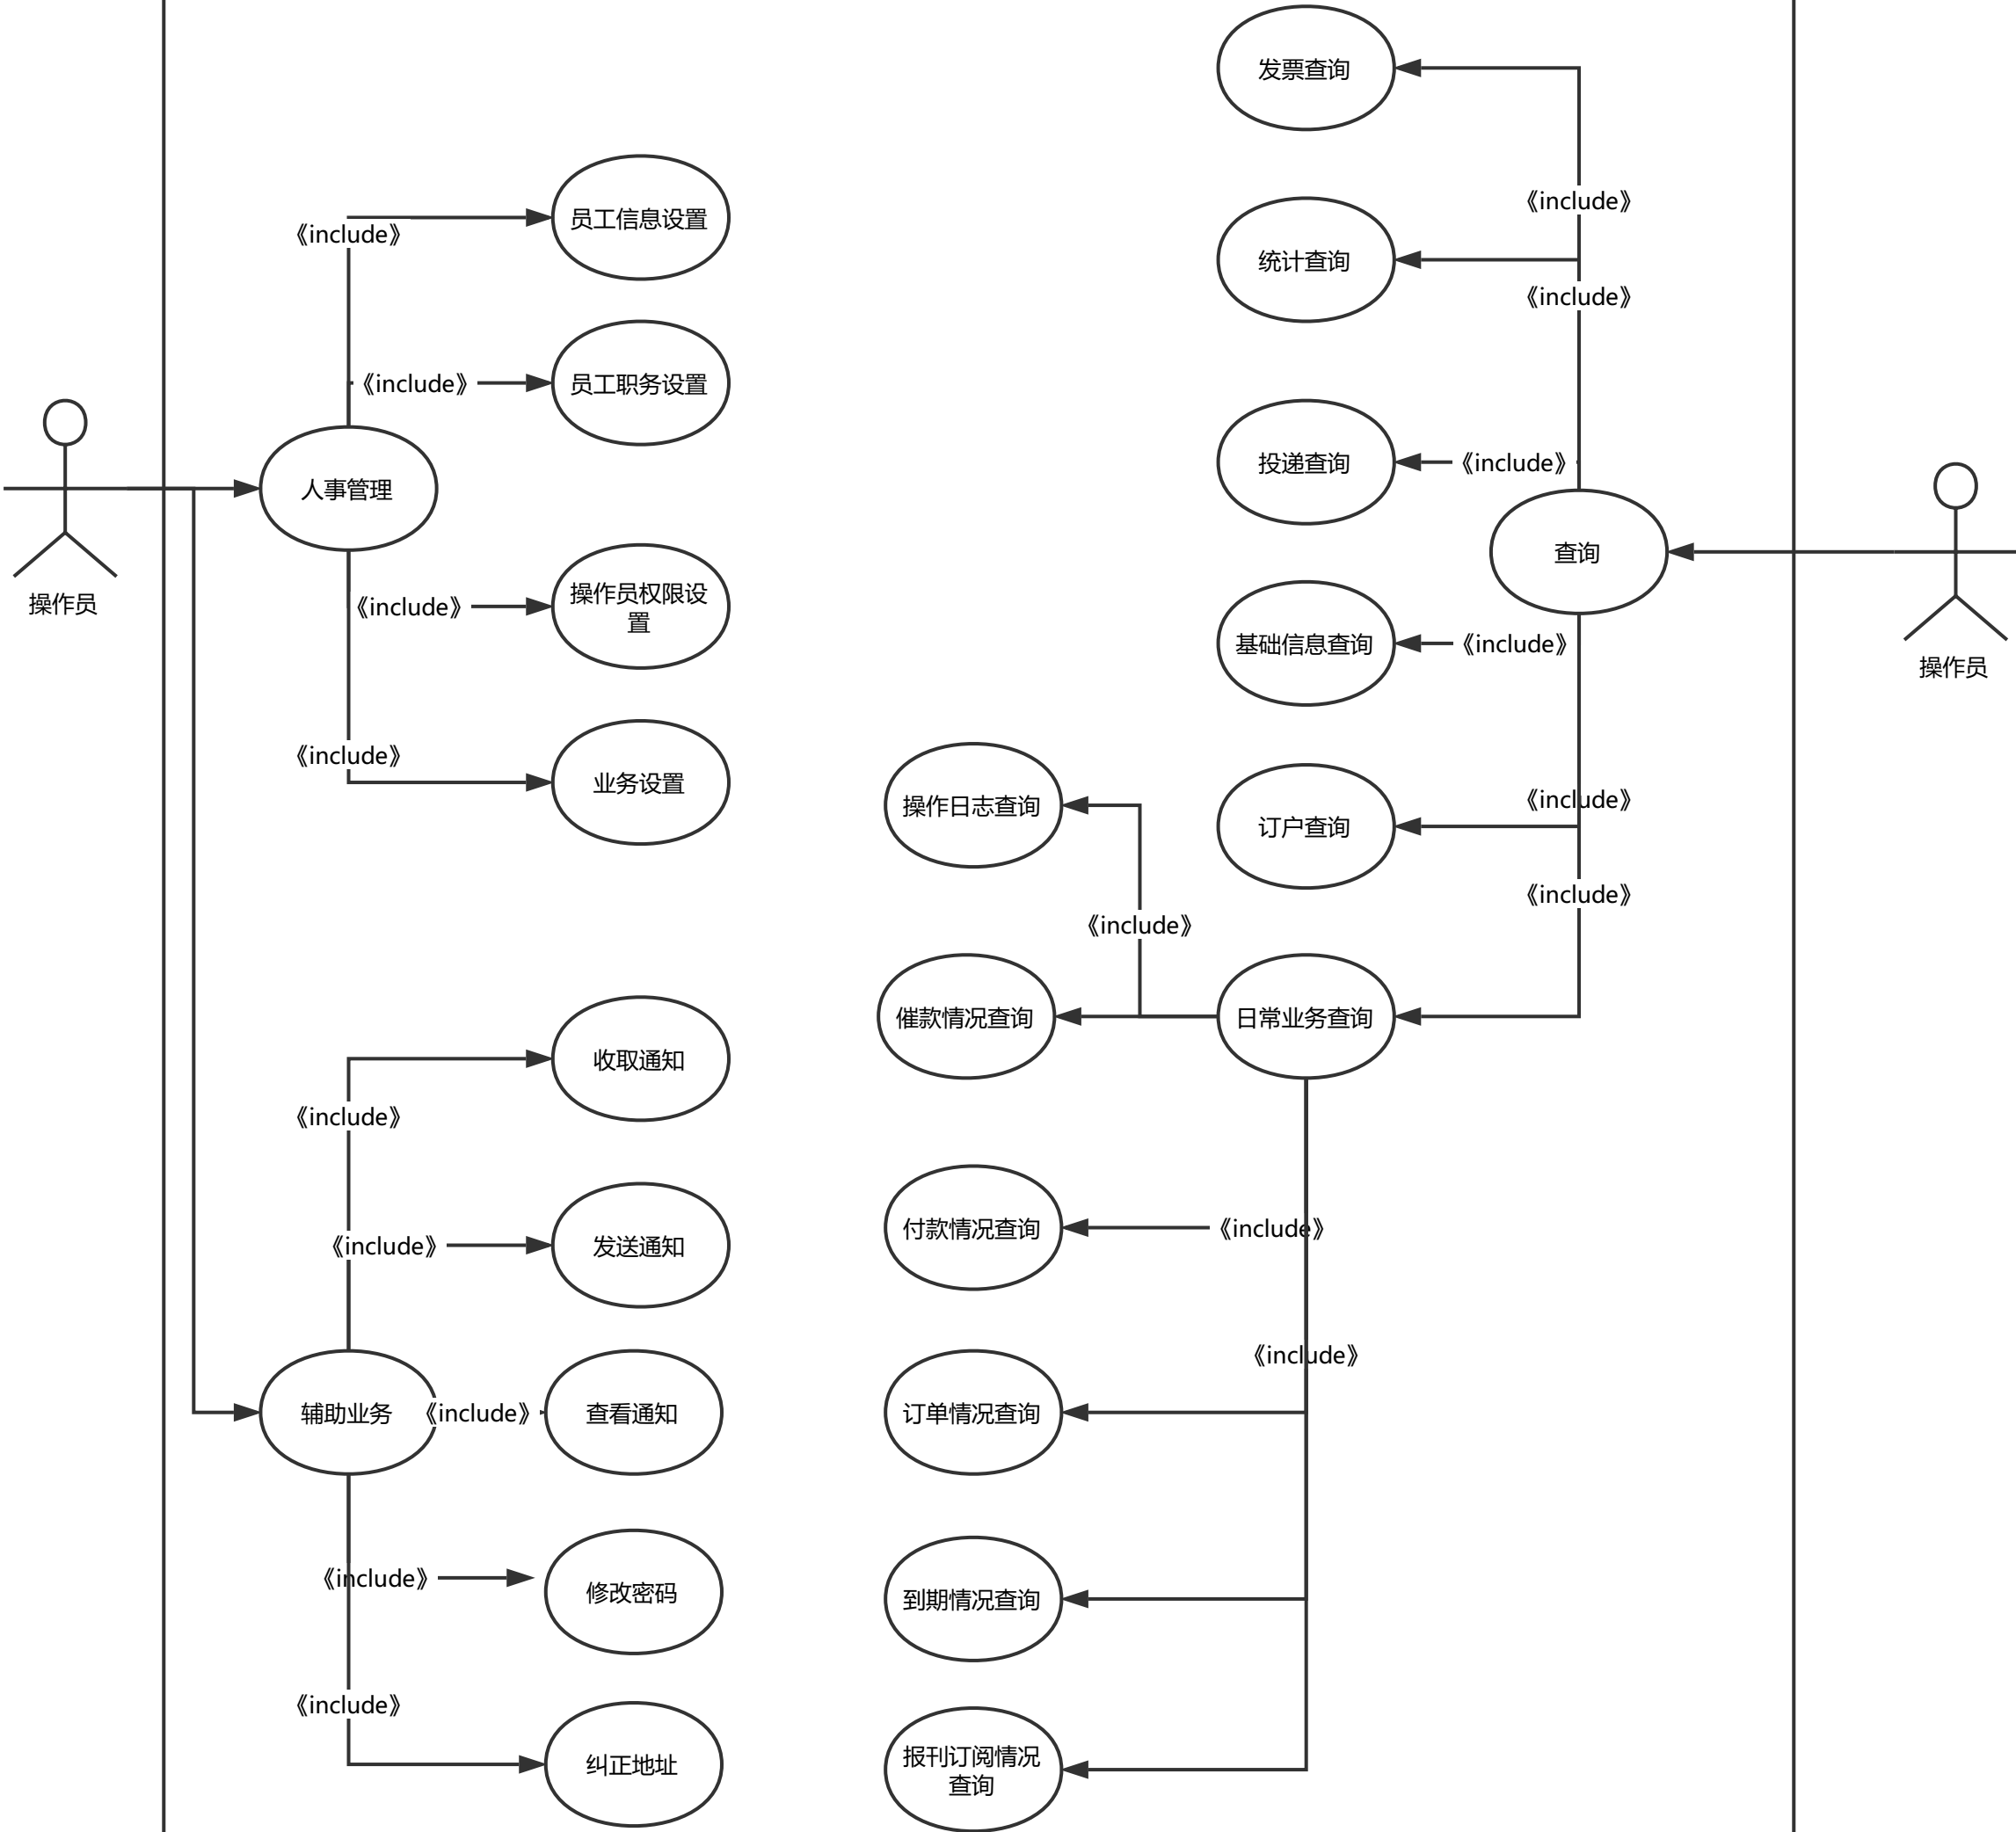 发票查询
《include》
员工信息设置
《include》
统计查询
《include》
员工职务设置
《include》
投递查询
《include》
人事管理
查询
操作员
《include》
操作员权限设
置
基础信息查询
《include》
操作员
《include》
业务设置
操作日志查询
《include》
订户查询
《include》
《include》
催款情况查询
日常业务查询
收取通知
《include》
《include》
发送通知
付款情况查询
《include》
《include》
辅助业务
《include》
查看通知
订单情况查询
《include》
修改密码
到期情况查询
《include》
纠正地址
报刊订阅情况
查询